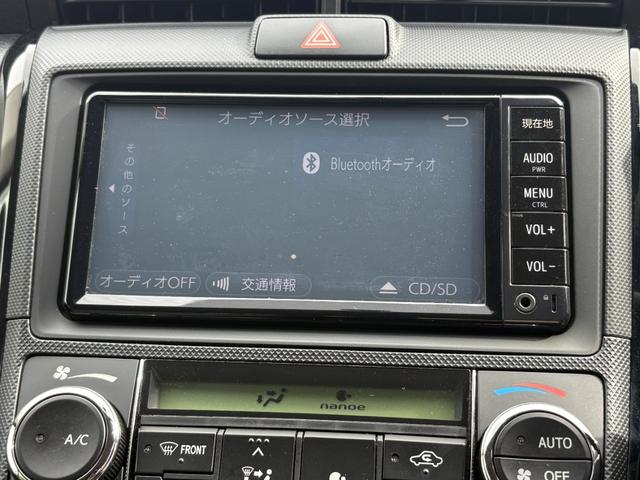 オーディオソース選択
その他のソース
Bluetoothオーディオ
オーディオOFF
交通情報
CD/SD
現在地
AUDIO
PWR
MENU
CTRL
VOL+
VOL-
A/C
nanoe
FRONT
AUTO
OFF